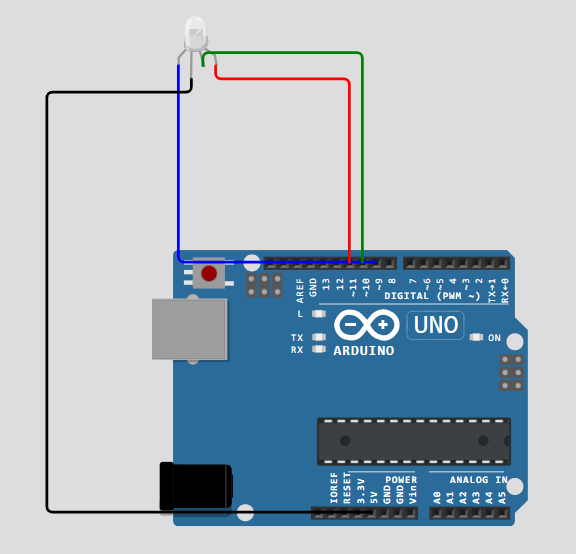 AREF
GND
13
12
~11
~10
~9
8
7
~6
~5
4
~3
2
TX→1
RX←0
DIGITAL (PWM ~)
L
TX
RX
UNO
ON
ARDUINO
IOREF
RESET
3.3V
5V
GND
GND
Vin
POWER
ANALOG IN
A0
A1
A2
A3
A4
A5